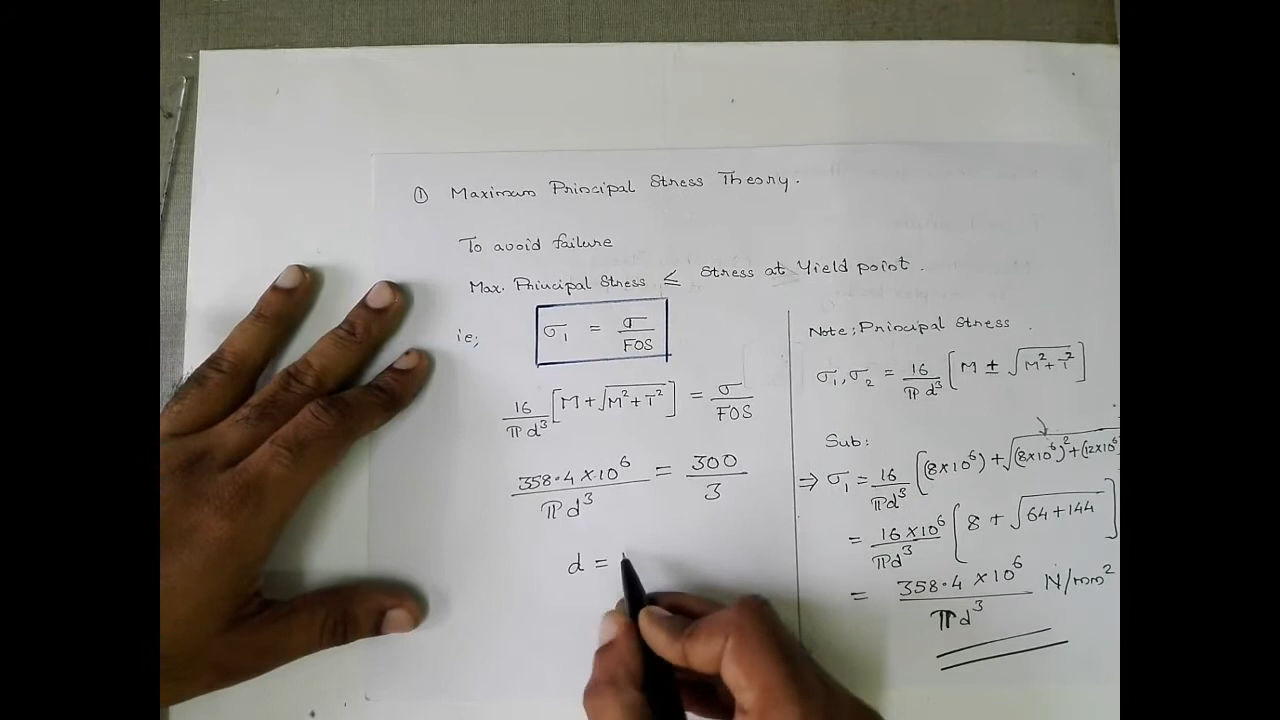 ① Maximum Principal Stress Theory.
To avoid failure
Max. Principal Stress ≤ Stress at Yield point.
ie; σ₁ = σ/FOS
16/πd³ [M + √(M² + T²)] = σ/FOS
358.4 × 10⁶/πd³ = 300/3
d =
Note: Principal Stress.
σ₁, σ₂ = 16/πd³ [M ± √(M² + T²)]
Sub:
⇒ σ₁ = 16/πd³ [(8×10⁶) + √((8×10⁶)² + (12×10⁶
= 16×10⁶/πd³ [8 + √(64 + 144)]
= 358.4 × 10⁶/πd³ N/mm²